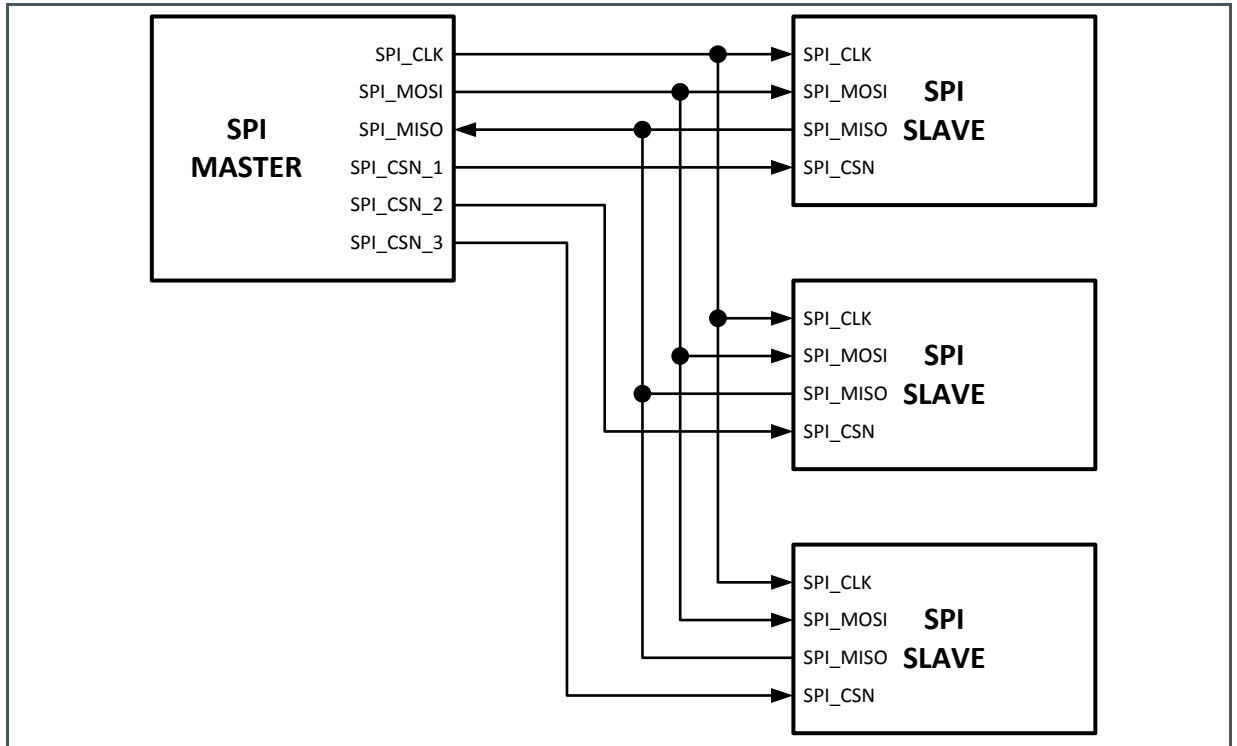 SPI_CLK
SPI_MOSI
SPI_MISO
SPI_CSN_1
SPI_CSN_2
SPI_CSN_3
SPI
MASTER
SPI_CLK
SPI_MOSI
SPI_MISO
SPI_CSN
SPI
SLAVE
SPI_CLK
SPI_MOSI
SPI_MISO
SPI_CSN
SPI
SLAVE
SPI_CLK
SPI_MOSI
SPI_MISO
SPI_CSN
SPI
SLAVE